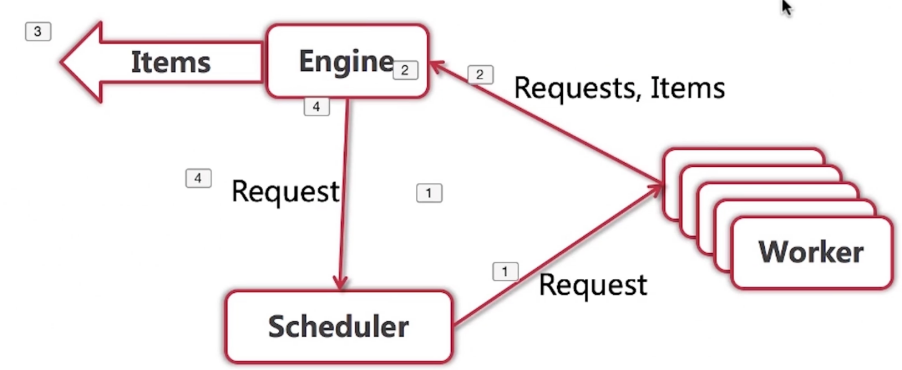 3
Items
Engine
2
2
Requests, Items
4
4
Request
1
Worker
1
Request
Scheduler